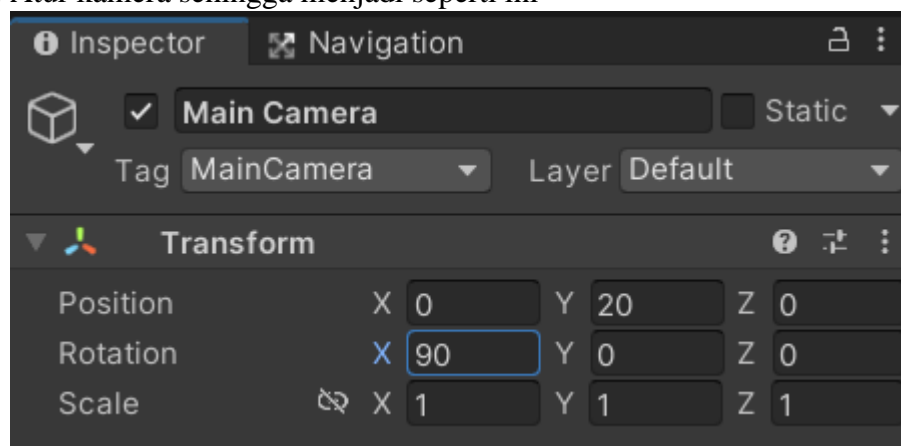 Atur kamera sehingga menjadi seperti ini
Inspector Navigation
Main Camera Static
Tag MainCamera Layer Default
Transform
Position X 0 Y 20 Z 0
Rotation X 90 Y 0 Z 0
Scale X 1 Y 1 Z 1